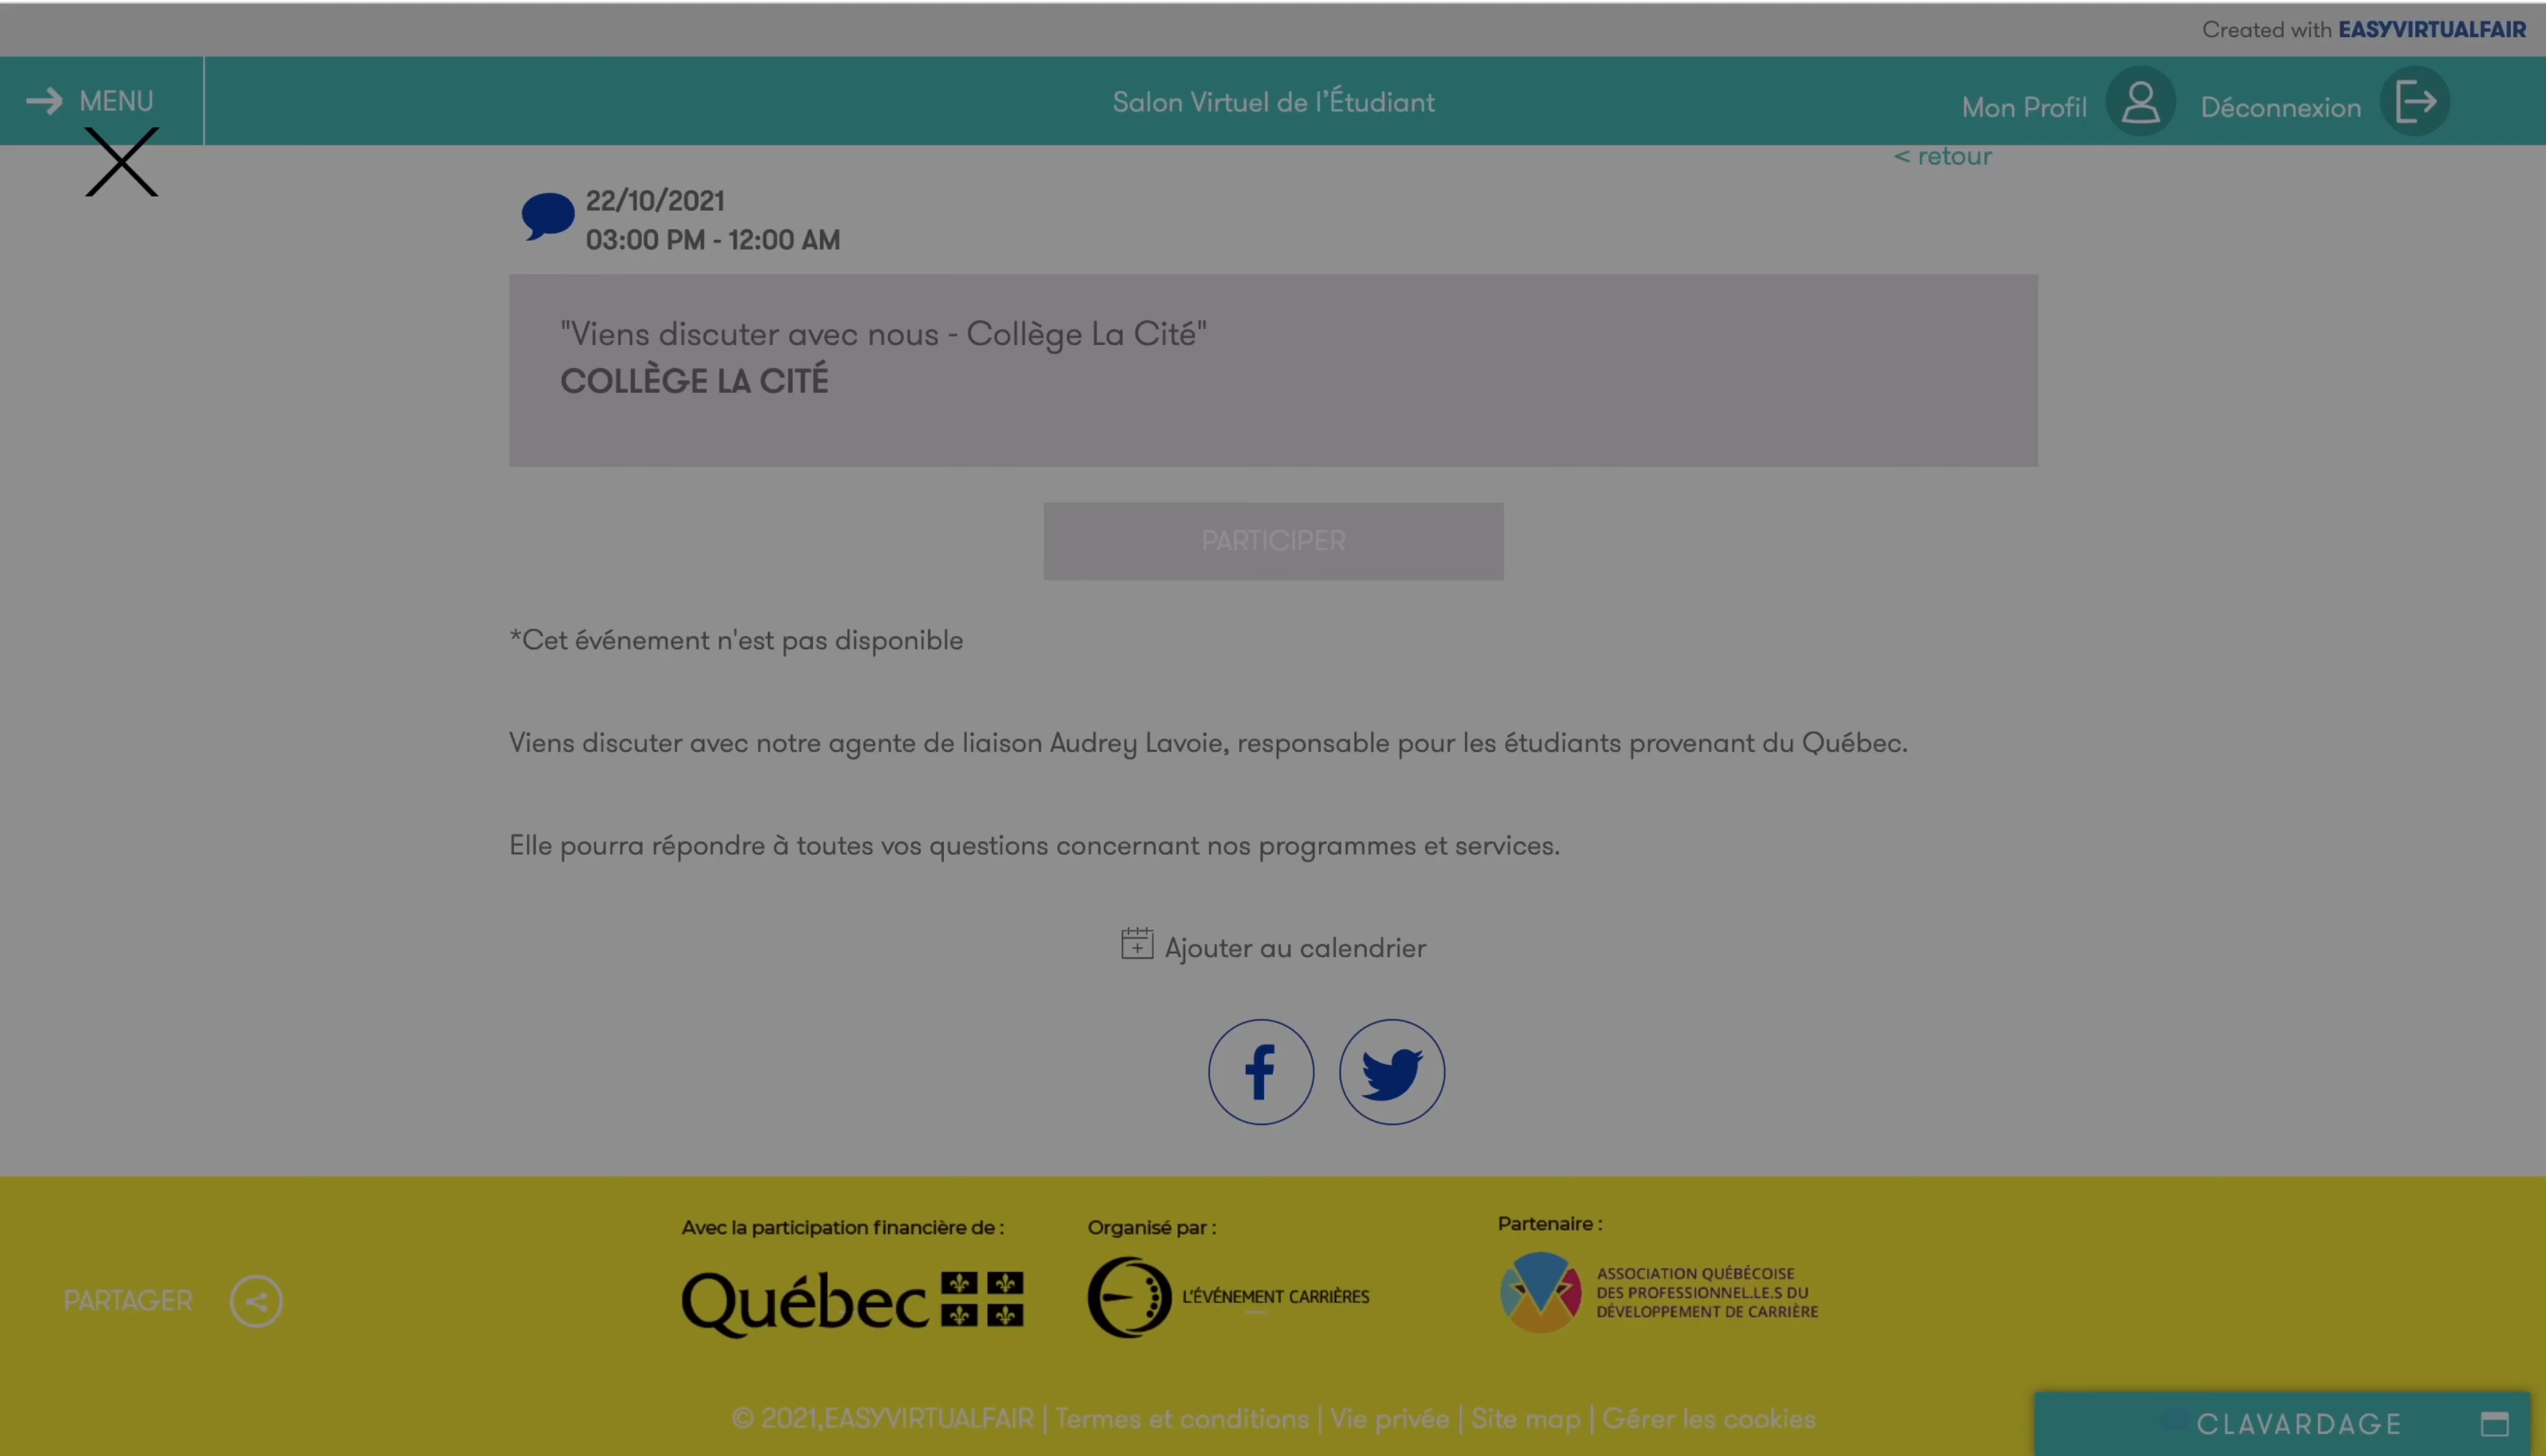 Created with EASYVIRTUALFAIR
MENU
Salon Virtuel de l'Étudiant
Mon Profil
Déconnexion
< retour
22/10/2021
03:00 PM - 12:00 AM
"Viens discuter avec nous - Collège La Cité"
COLLÈGE LA CITÉ
PARTICIPER
*Cet événement n'est pas disponible
Viens discuter avec notre agente de liaison Audrey Lavoie, responsable pour les étudiants provenant du Québec.
Elle pourra répondre à toutes vos questions concernant nos programmes et services.
Ajouter au calendrier
Avec la participation financière de :
Québec
Organisé par :
L'ÉVÉNEMENT CARRIÈRES
Partenaire :
ASSOCIATION QUÉBÉCOISE
DES PROFESSIONNEL.LE.S DU
DÉVELOPPEMENT DE CARRIÈRE
PARTAGER
© 2021,EASYVIRTUALFAIR | Termes et conditions | Vie privée | Site map | Gérer les cookies
CLAVARDAGE